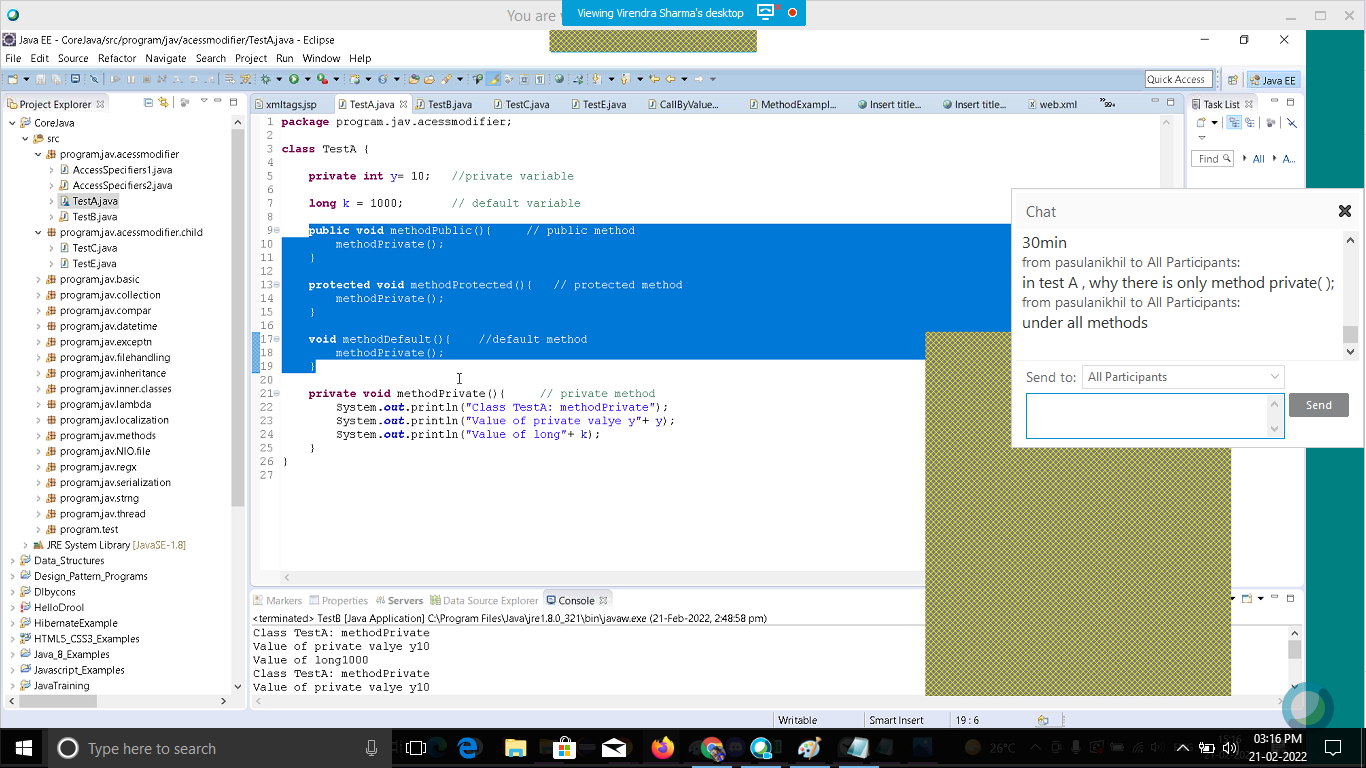 You are
Viewing Virendra Sharma's desktop
Java EE - CoreJava/src/program/jav/acessmodifier/TestA.java - Eclipse
File Edit Source Refactor Navigate Search Project Run Window Help
Quick Access
Java EE
Project Explorer
CoreJava
src
program.jav.acessmodifier
AccessSpecifiers1.java
AccessSpecifiers2.java
TestA.java
TestB.java
program.jav.acessmodifier.child
TestC.java
TestE.java
program.jav.basic
program.jav.collection
program.jav.compar
program.jav.datetime
program.jav.exceptn
program.jav.filehandling
program.jav.inheritance
program.jav.inner.classes
program.jav.lambda
program.jav.localization
program.jav.methods
program.jav.NIO.file
program.jav.regx
program.jav.serialization
program.jav.strng
program.jav.thread
program.test
JRE System Library [JavaSE-1.8]
Data_Structures
Design_Pattern_Programs
DIbycons
HelloDrool
HibernateExample
HTML5_CSS3_Examples
Java_8_Examples
Javascript_Examples
JavaTraining
xmltags.jsp TestA.java TestB.java TestC.java TestE.java CallByValue... MethodExampl... Insert title... Insert title... web.xml
1 package program.jav.acessmodifier;
2
3 class TestA {
4
5 private int y= 10; //private variable
6
7 long k = 1000; // default variable
8
9 public void methodPublic(){ // public method
10 methodPrivate();
11 }
12
13 protected void methodProtected(){ // protected method
14 methodPrivate();
15 }
16
17 void methodDefault(){ //default method
18 methodPrivate();
19 }
20
21 private void methodPrivate(){ // private method
22 System.out.println("Class TestA: methodPrivate");
23 System.out.println("Value of private valye y"+ y);
24 System.out.println("Value of long"+ k);
25 }
26 }
27
Task List
Find
All
A...
Chat
30min
from pasulanikhil to All Participants:
in test A , why there is only method private( );
from pasulanikhil to All Participants:
under all methods
Send to: All Participants
Send
Markers Properties Servers Data Source Explorer Console
<terminated> TestB [Java Application] C:\Program Files\Java\jre1.8.0_321\bin\javaw.exe (21-Feb-2022, 2:48:58 pm)
Class TestA: methodPrivate
Value of private valye y10
Value of long1000
Class TestA: methodPrivate
Value of private valye y10
Writable Smart Insert 19 : 6
Type here to search
26°C
03:16 PM
21-02-2022